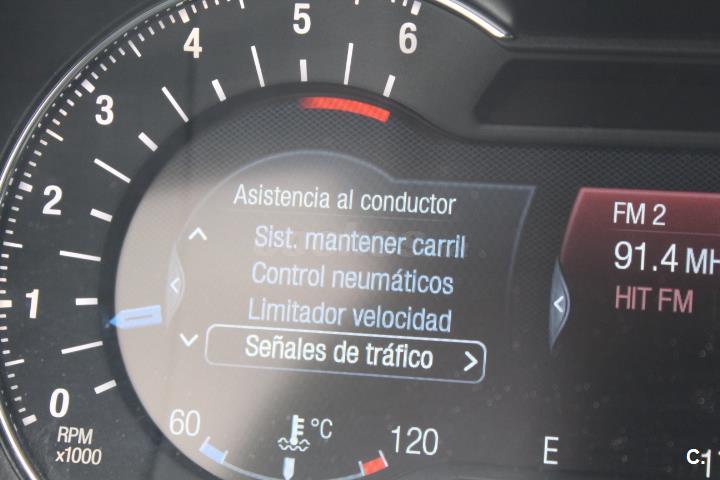 4
5
6
3
2
1
0
RPM
x1000
Asistencia al conductor
Sist. mantener carril
Control neumáticos
Limitador velocidad
Señales de tráfico
FM 2
91.4 MH
HIT FM
60
°C
120
E
C.